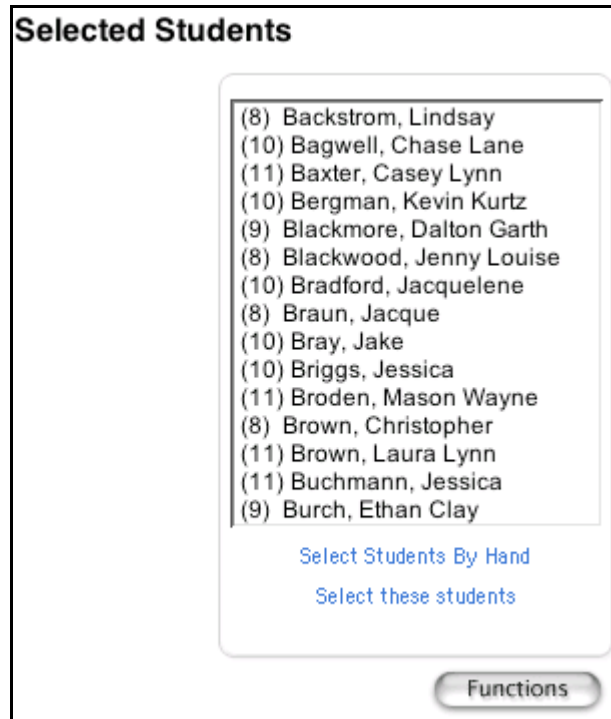 Selected Students
(8) Backstrom, Lindsay
(10) Bagwell, Chase Lane
(11) Baxter, Casey Lynn
(10) Bergman, Kevin Kurtz
(9) Blackmore, Dalton Garth
(8) Blackwood, Jenny Louise
(10) Bradford, Jacquelene
(8) Braun, Jacque
(10) Bray, Jake
(10) Briggs, Jessica
(11) Broden, Mason Wayne
(8) Brown, Christopher
(11) Brown, Laura Lynn
(11) Buchmann, Jessica
(9) Burch, Ethan Clay
Select Students By Hand
Select these students
Functions